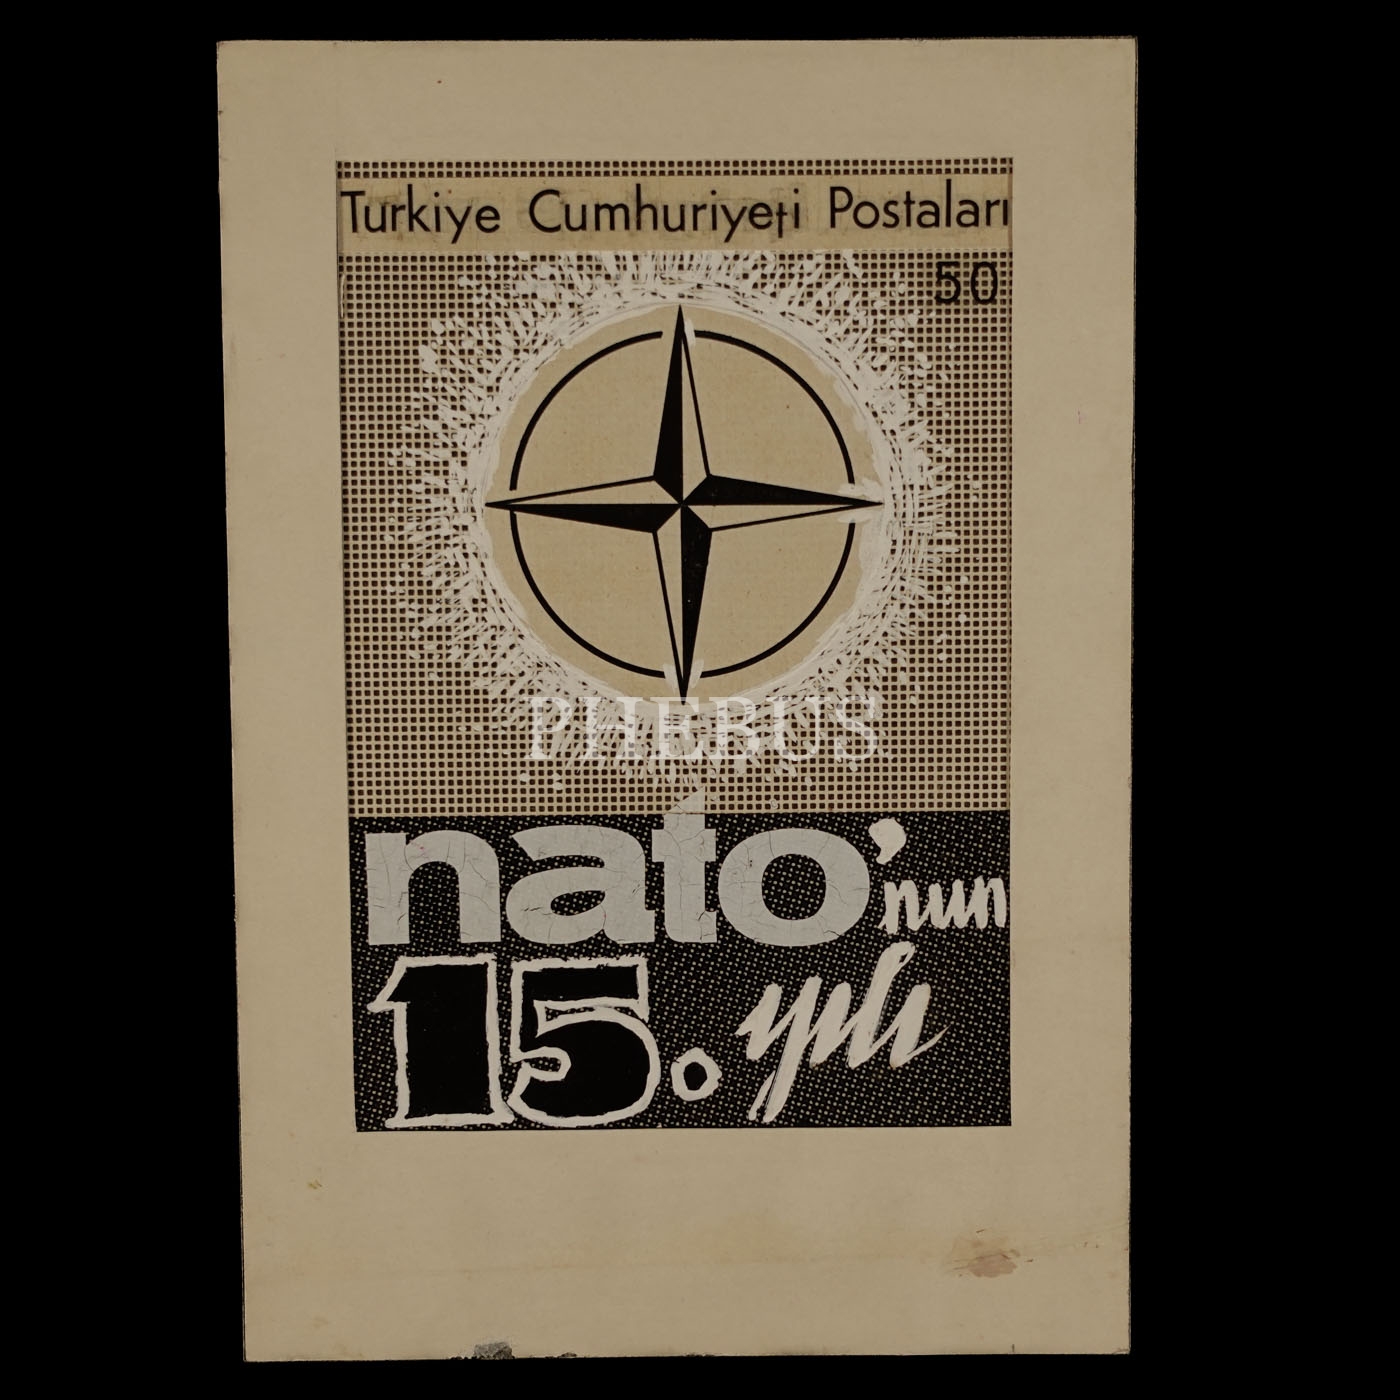 Turkiye Cumhuriyeti Postaları
50
PHEBUS
nato'nun
15. yılı